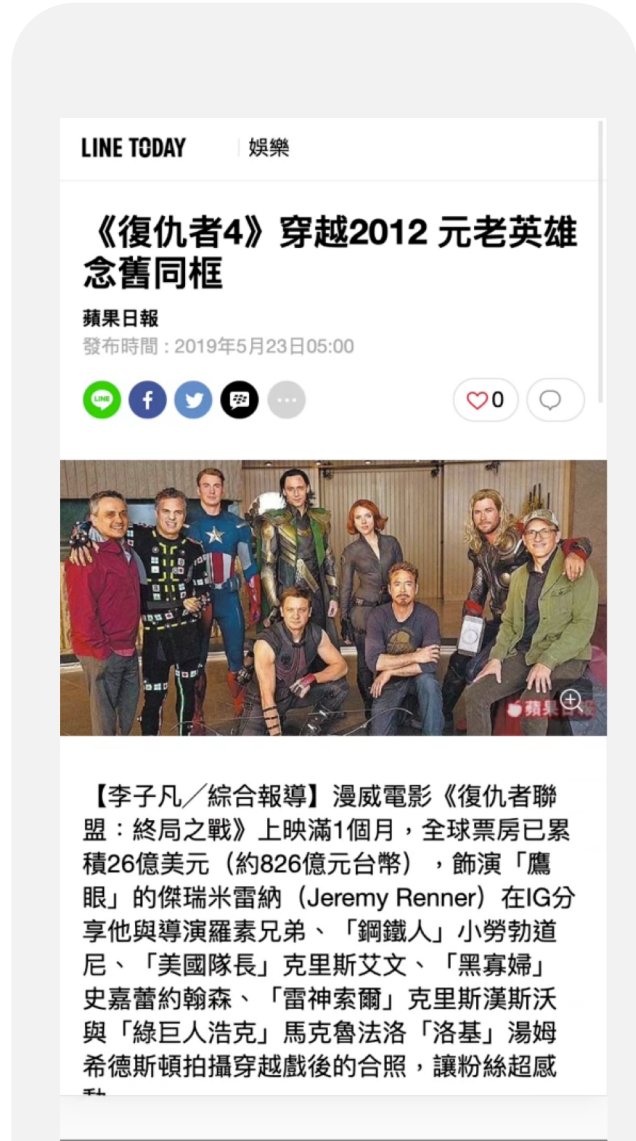 LINE TODAY
娛樂
《復仇者4》穿越2012 元老英雄
念舊同框
蘋果日報
發布時間 : 2019年5月23日05:00
LINE
0
蘋果日報
【李子凡／綜合報導】漫威電影《復仇者聯
盟：終局之戰》上映滿1個月，全球票房已累
積26億美元（約826億元台幣），飾演「鷹
眼」的傑瑞米雷納（Jeremy Renner）在IG分
享他與導演羅素兄弟、「鋼鐵人」小勞勃道
尼、「美國隊長」克里斯艾文、「黑寡婦」
史嘉蕾約翰森、「雷神索爾」克里斯漢斯沃
與「綠巨人浩克」馬克魯法洛「洛基」湯姆
希德斯頓拍攝穿越戲後的合照，讓粉絲超感